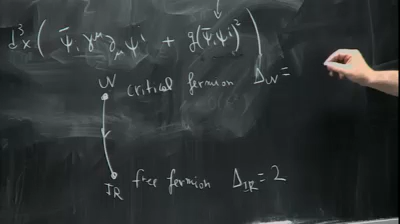 d³x ( ψ̄ᵢ γ^μ ∂_μ ψ^i + g(ψ̄ᵢψ^i)² )
UV critical fermion Δ_UV =
IR free fermion Δ_IR = 2